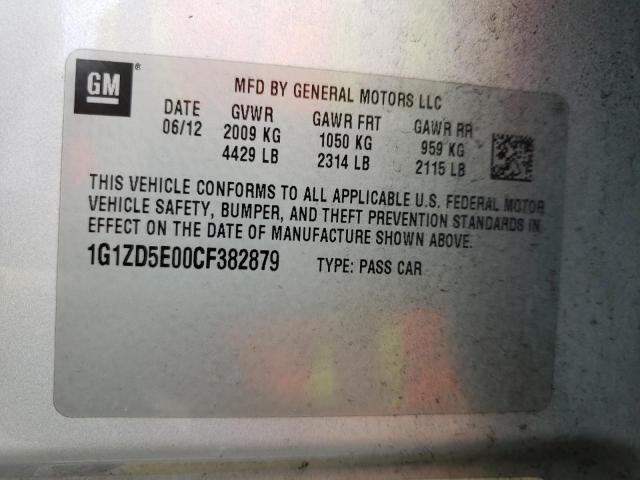 GM ®
MFD BY GENERAL MOTORS LLC
DATE GVWR GAWR FRT GAWR RR
06/12 2009 KG 1050 KG 959 KG
4429 LB 2314 LB 2115 LB
THIS VEHICLE CONFORMS TO ALL APPLICABLE U.S. FEDERAL MOTOR
VEHICLE SAFETY, BUMPER, AND THEFT PREVENTION STANDARDS IN
EFFECT ON THE DATE OF MANUFACTURE SHOWN ABOVE.
1G1ZD5E00CF382879 TYPE: PASS CAR